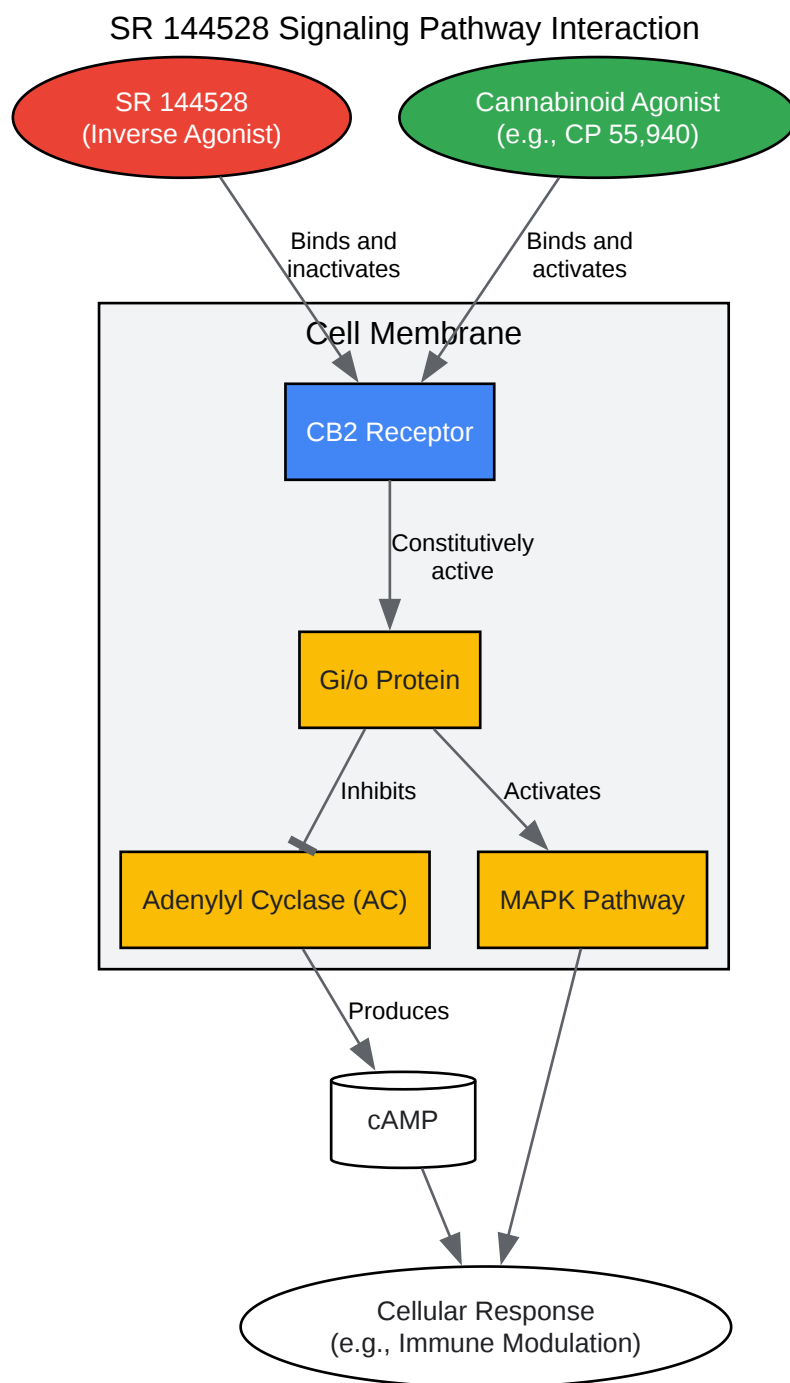 SR 144528 Signaling Pathway Interaction
SR 144528
(Inverse Agonist)
Cannabinoid Agonist
(e.g., CP 55,940)
Binds and
inactivates
Binds and
activates
Cell Membrane
CB2 Receptor
Constitutively
active
Gi/o Protein
Inhibits
Activates
Adenylyl Cyclase (AC)
MAPK Pathway
Produces
cAMP
Cellular Response
(e.g., Immune Modulation)